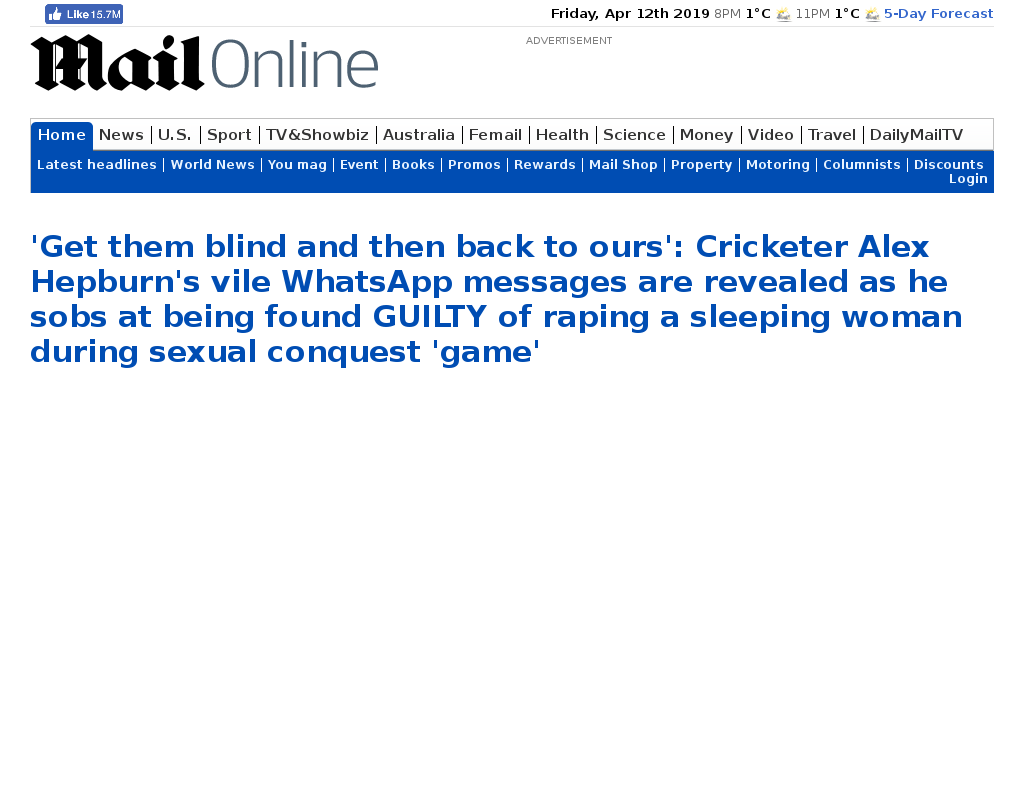 Like 15.7M
Friday, Apr 12th 2019 8PM 1°C 11PM 1°C 5-Day Forecast
Mail Online
ADVERTISEMENT
Home News U.S. Sport TV&Showbiz Australia Femail Health Science Money Video Travel DailyMailTV
Latest headlines World News You mag Event Books Promos Rewards Mail Shop Property Motoring Columnists Discounts
Login
'Get them blind and then back to ours': Cricketer Alex
Hepburn's vile WhatsApp messages are revealed as he
sobs at being found GUILTY of raping a sleeping woman
during sexual conquest 'game'